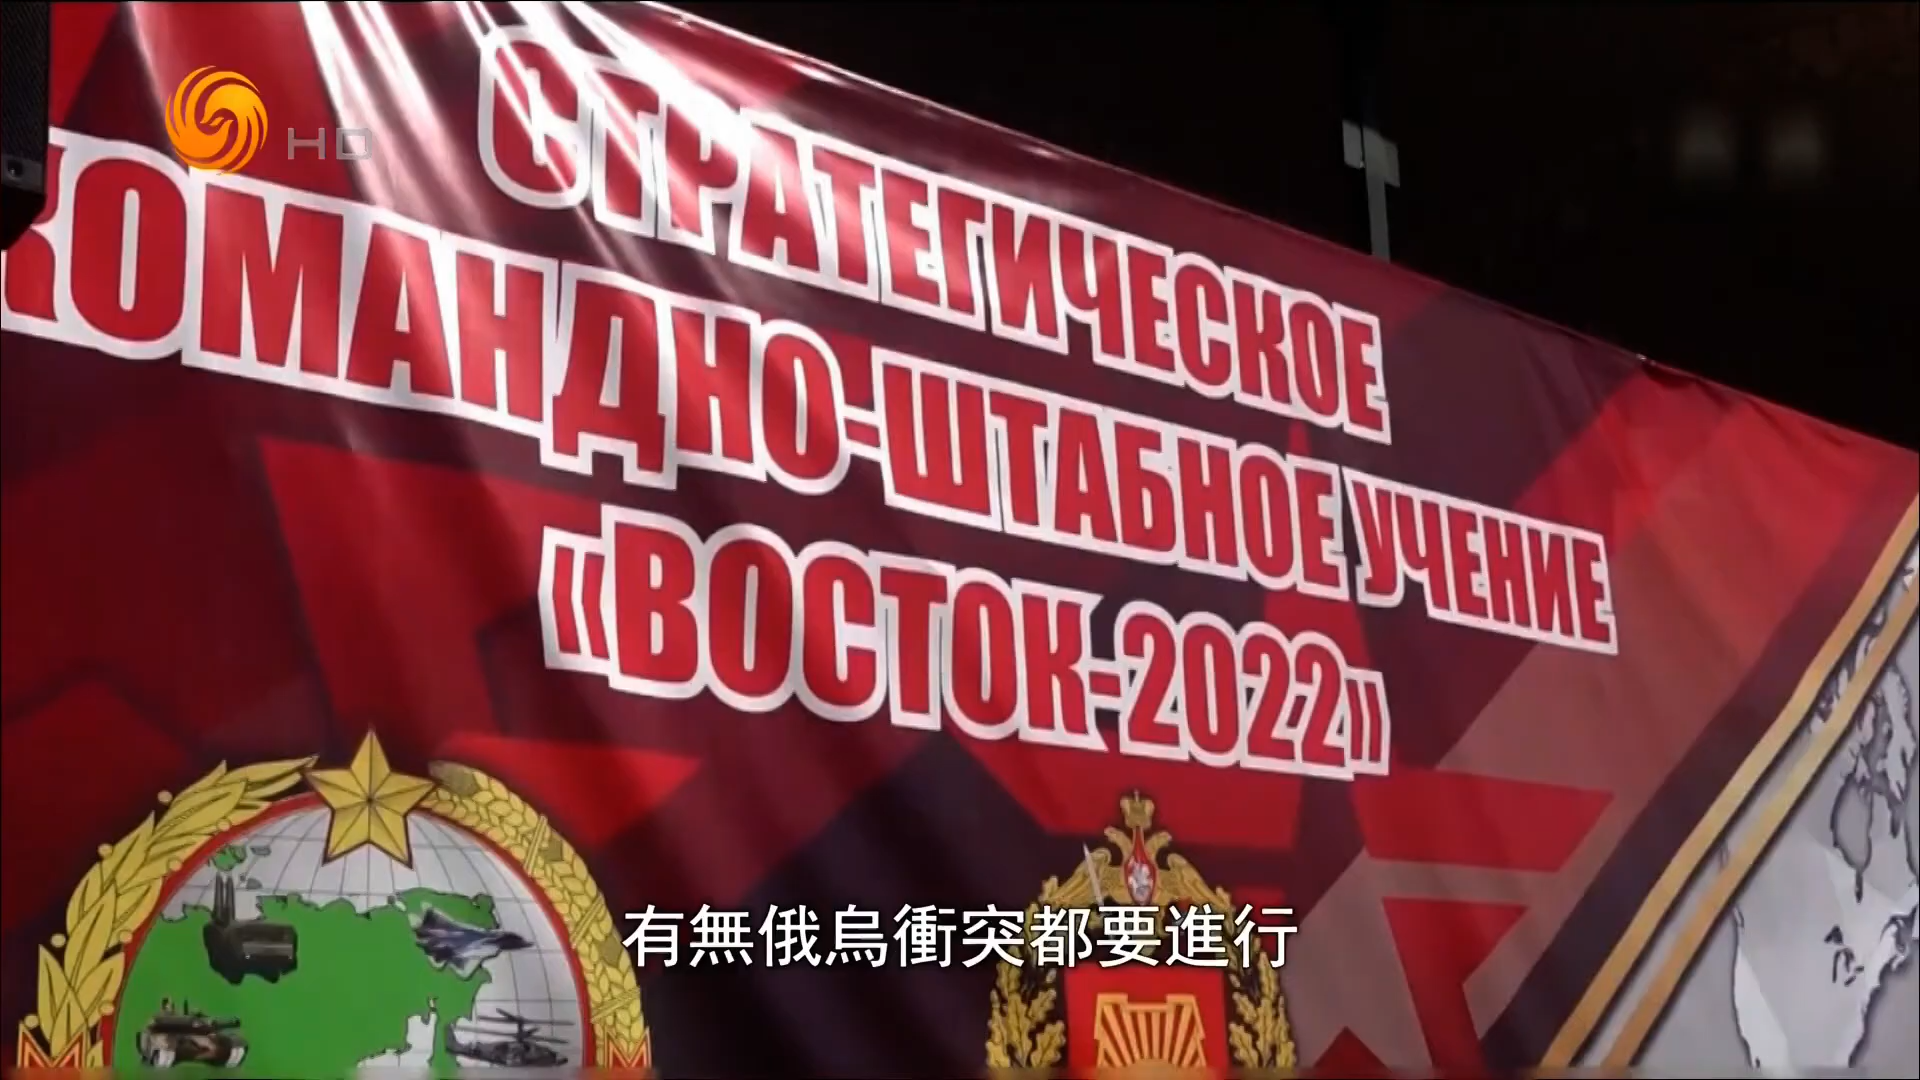 HD
СТРАТЕГИЧЕСКОЕ
КОМАНДНО-ШТАБНОЕ УЧЕНИЕ
«ВОСТОК-2022»
有無俄烏衝突都要進行